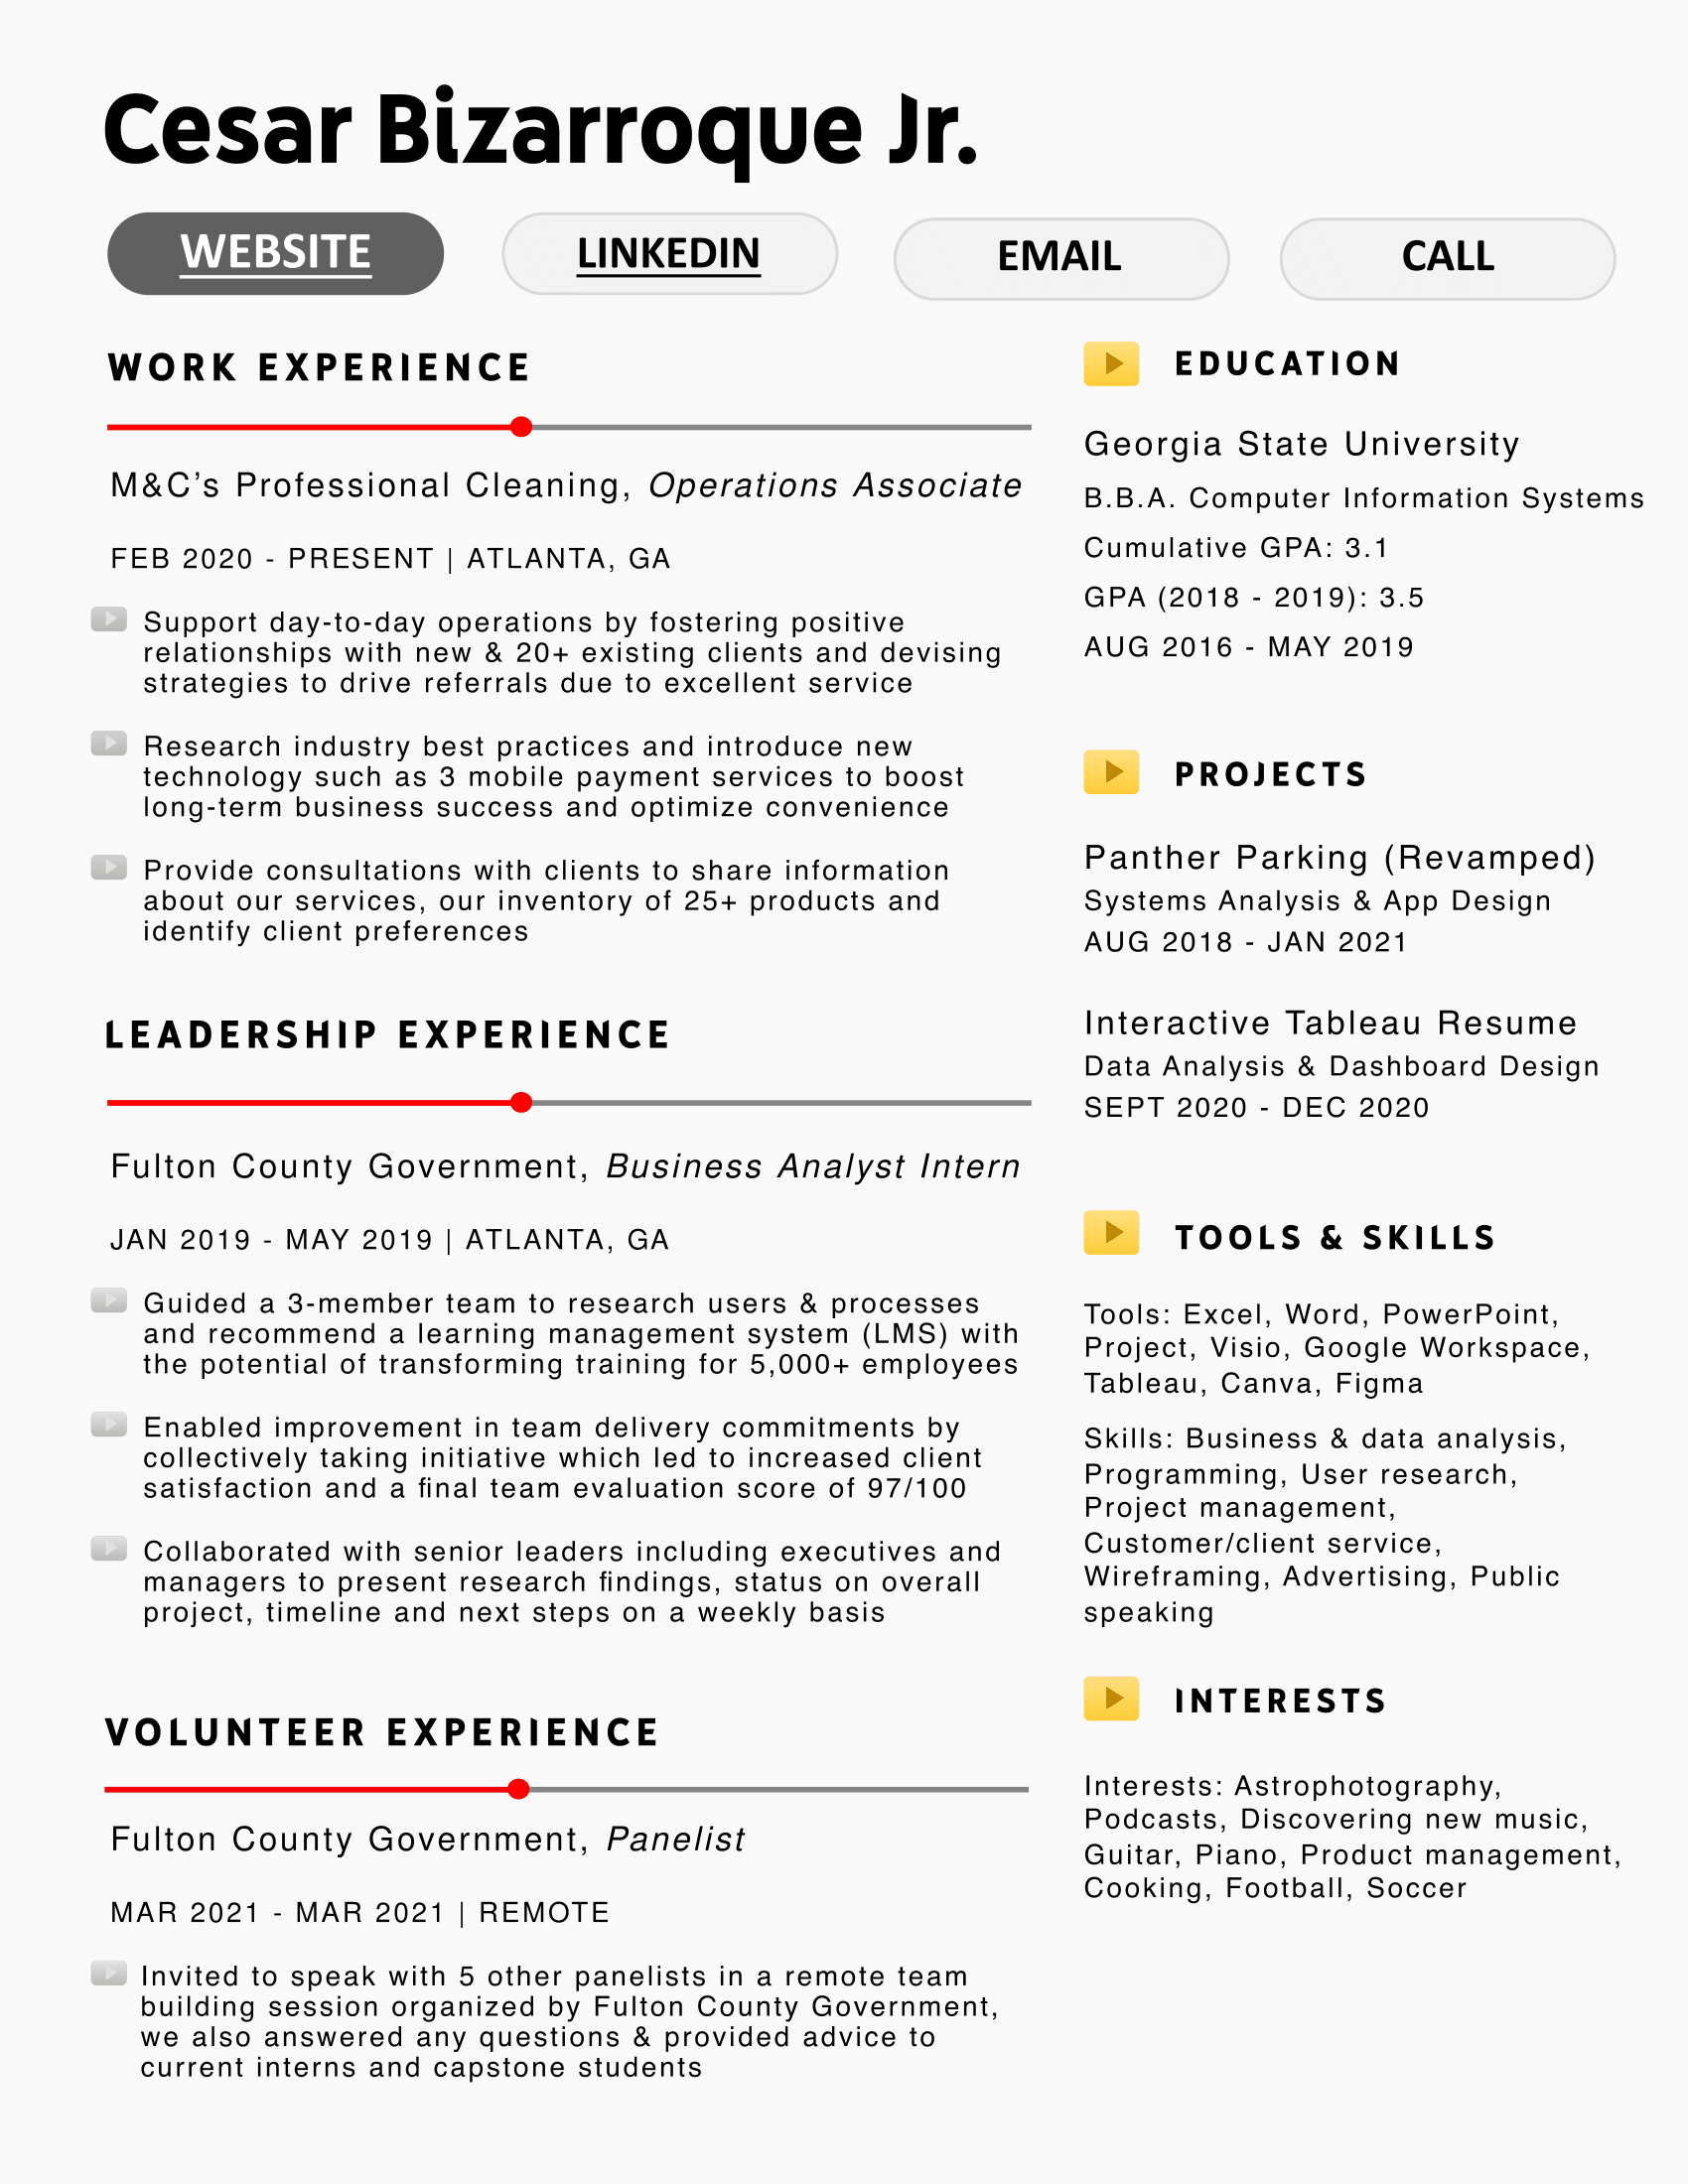 Cesar Bizarroque Jr.
WEBSITE
LINKEDIN
EMAIL
CALL
WORK EXPERIENCE
M&C’s Professional Cleaning, Operations Associate
FEB 2020 - PRESENT | ATLANTA, GA
Support day-to-day operations by fostering positive
relationships with new & 20+ existing clients and devising
strategies to drive referrals due to excellent service
Research industry best practices and introduce new
technology such as 3 mobile payment services to boost
long-term business success and optimize convenience
Provide consultations with clients to share information
about our services, our inventory of 25+ products and
identify client preferences
LEADERSHIP EXPERIENCE
Fulton County Government, Business Analyst Intern
JAN 2019 - MAY 2019 | ATLANTA, GA
Guided a 3-member team to research users & processes
and recommend a learning management system (LMS) with
the potential of transforming training for 5,000+ employees
Enabled improvement in team delivery commitments by
collectively taking initiative which led to increased client
satisfaction and a final team evaluation score of 97/100
Collaborated with senior leaders including executives and
managers to present research findings, status on overall
project, timeline and next steps on a weekly basis
VOLUNTEER EXPERIENCE
Fulton County Government, Panelist
MAR 2021 - MAR 2021 | REMOTE
Invited to speak with 5 other panelists in a remote team
building session organized by Fulton County Government,
we also answered any questions & provided advice to
current interns and capstone students
EDUCATION
Georgia State University
B.B.A. Computer Information Systems
Cumulative GPA: 3.1
GPA (2018 - 2019): 3.5
AUG 2016 - MAY 2019
PROJECTS
Panther Parking (Revamped)
Systems Analysis & App Design
AUG 2018 - JAN 2021
Interactive Tableau Resume
Data Analysis & Dashboard Design
SEPT 2020 - DEC 2020
TOOLS & SKILLS
Tools: Excel, Word, PowerPoint,
Project, Visio, Google Workspace,
Tableau, Canva, Figma
Skills: Business & data analysis,
Programming, User research,
Project management,
Customer/client service,
Wireframing, Advertising, Public
speaking
INTERESTS
Interests: Astrophotography,
Podcasts, Discovering new music,
Guitar, Piano, Product management,
Cooking, Football, Soccer